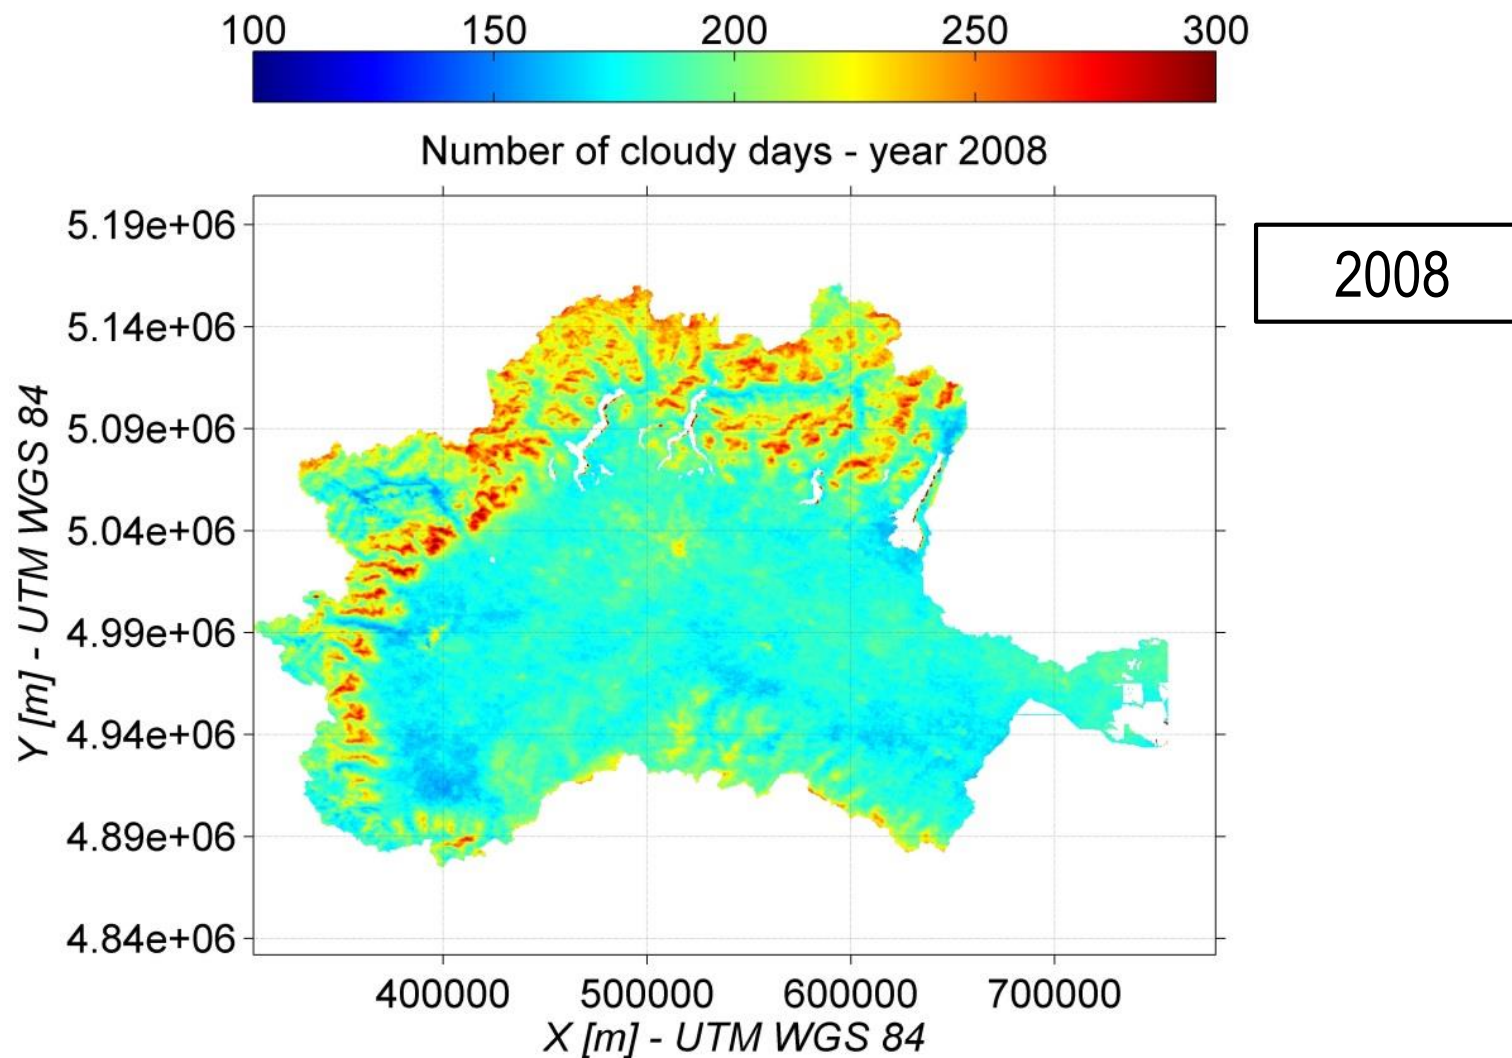 100 150 200 250 300
Number of cloudy days - year 2008
2008
5.19e+06
5.14e+06
5.09e+06
5.04e+06
4.99e+06
4.94e+06
4.89e+06
4.84e+06
Y [m] - UTM WGS 84
400000 500000 600000 700000
X [m] - UTM WGS 84